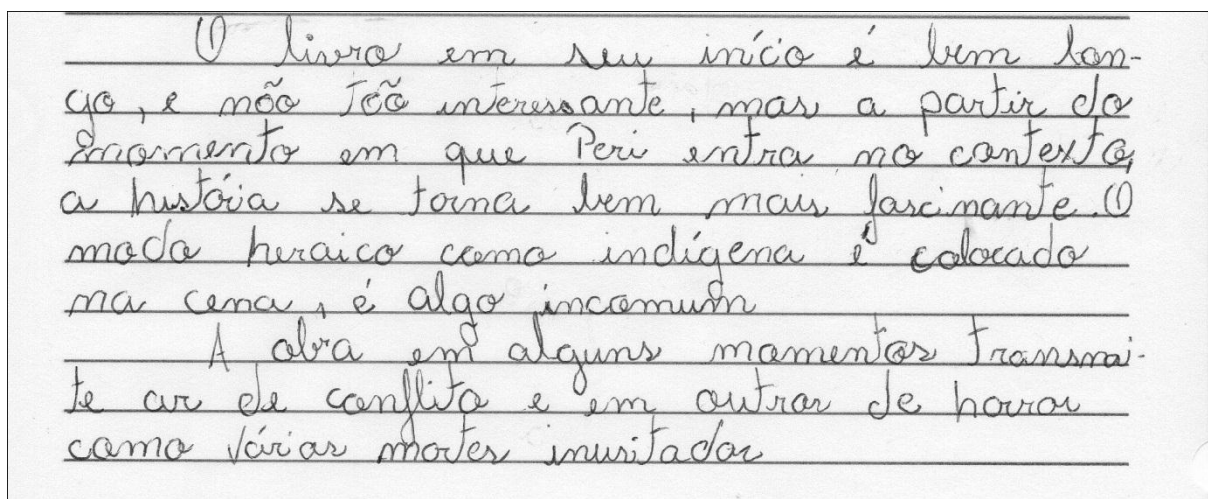 O livro em seu início é bem lon-
go, e não tão interessante, mas a partir do
momento em que Peri entra no contexto,
a história se torna bem mais fascinante. O
modo heroico como indígena é colocado
na cena, é algo incomum
A obra em alguns momentos transmi-
te ar de conflito e em outros de horror
como várias mortes inusitadas